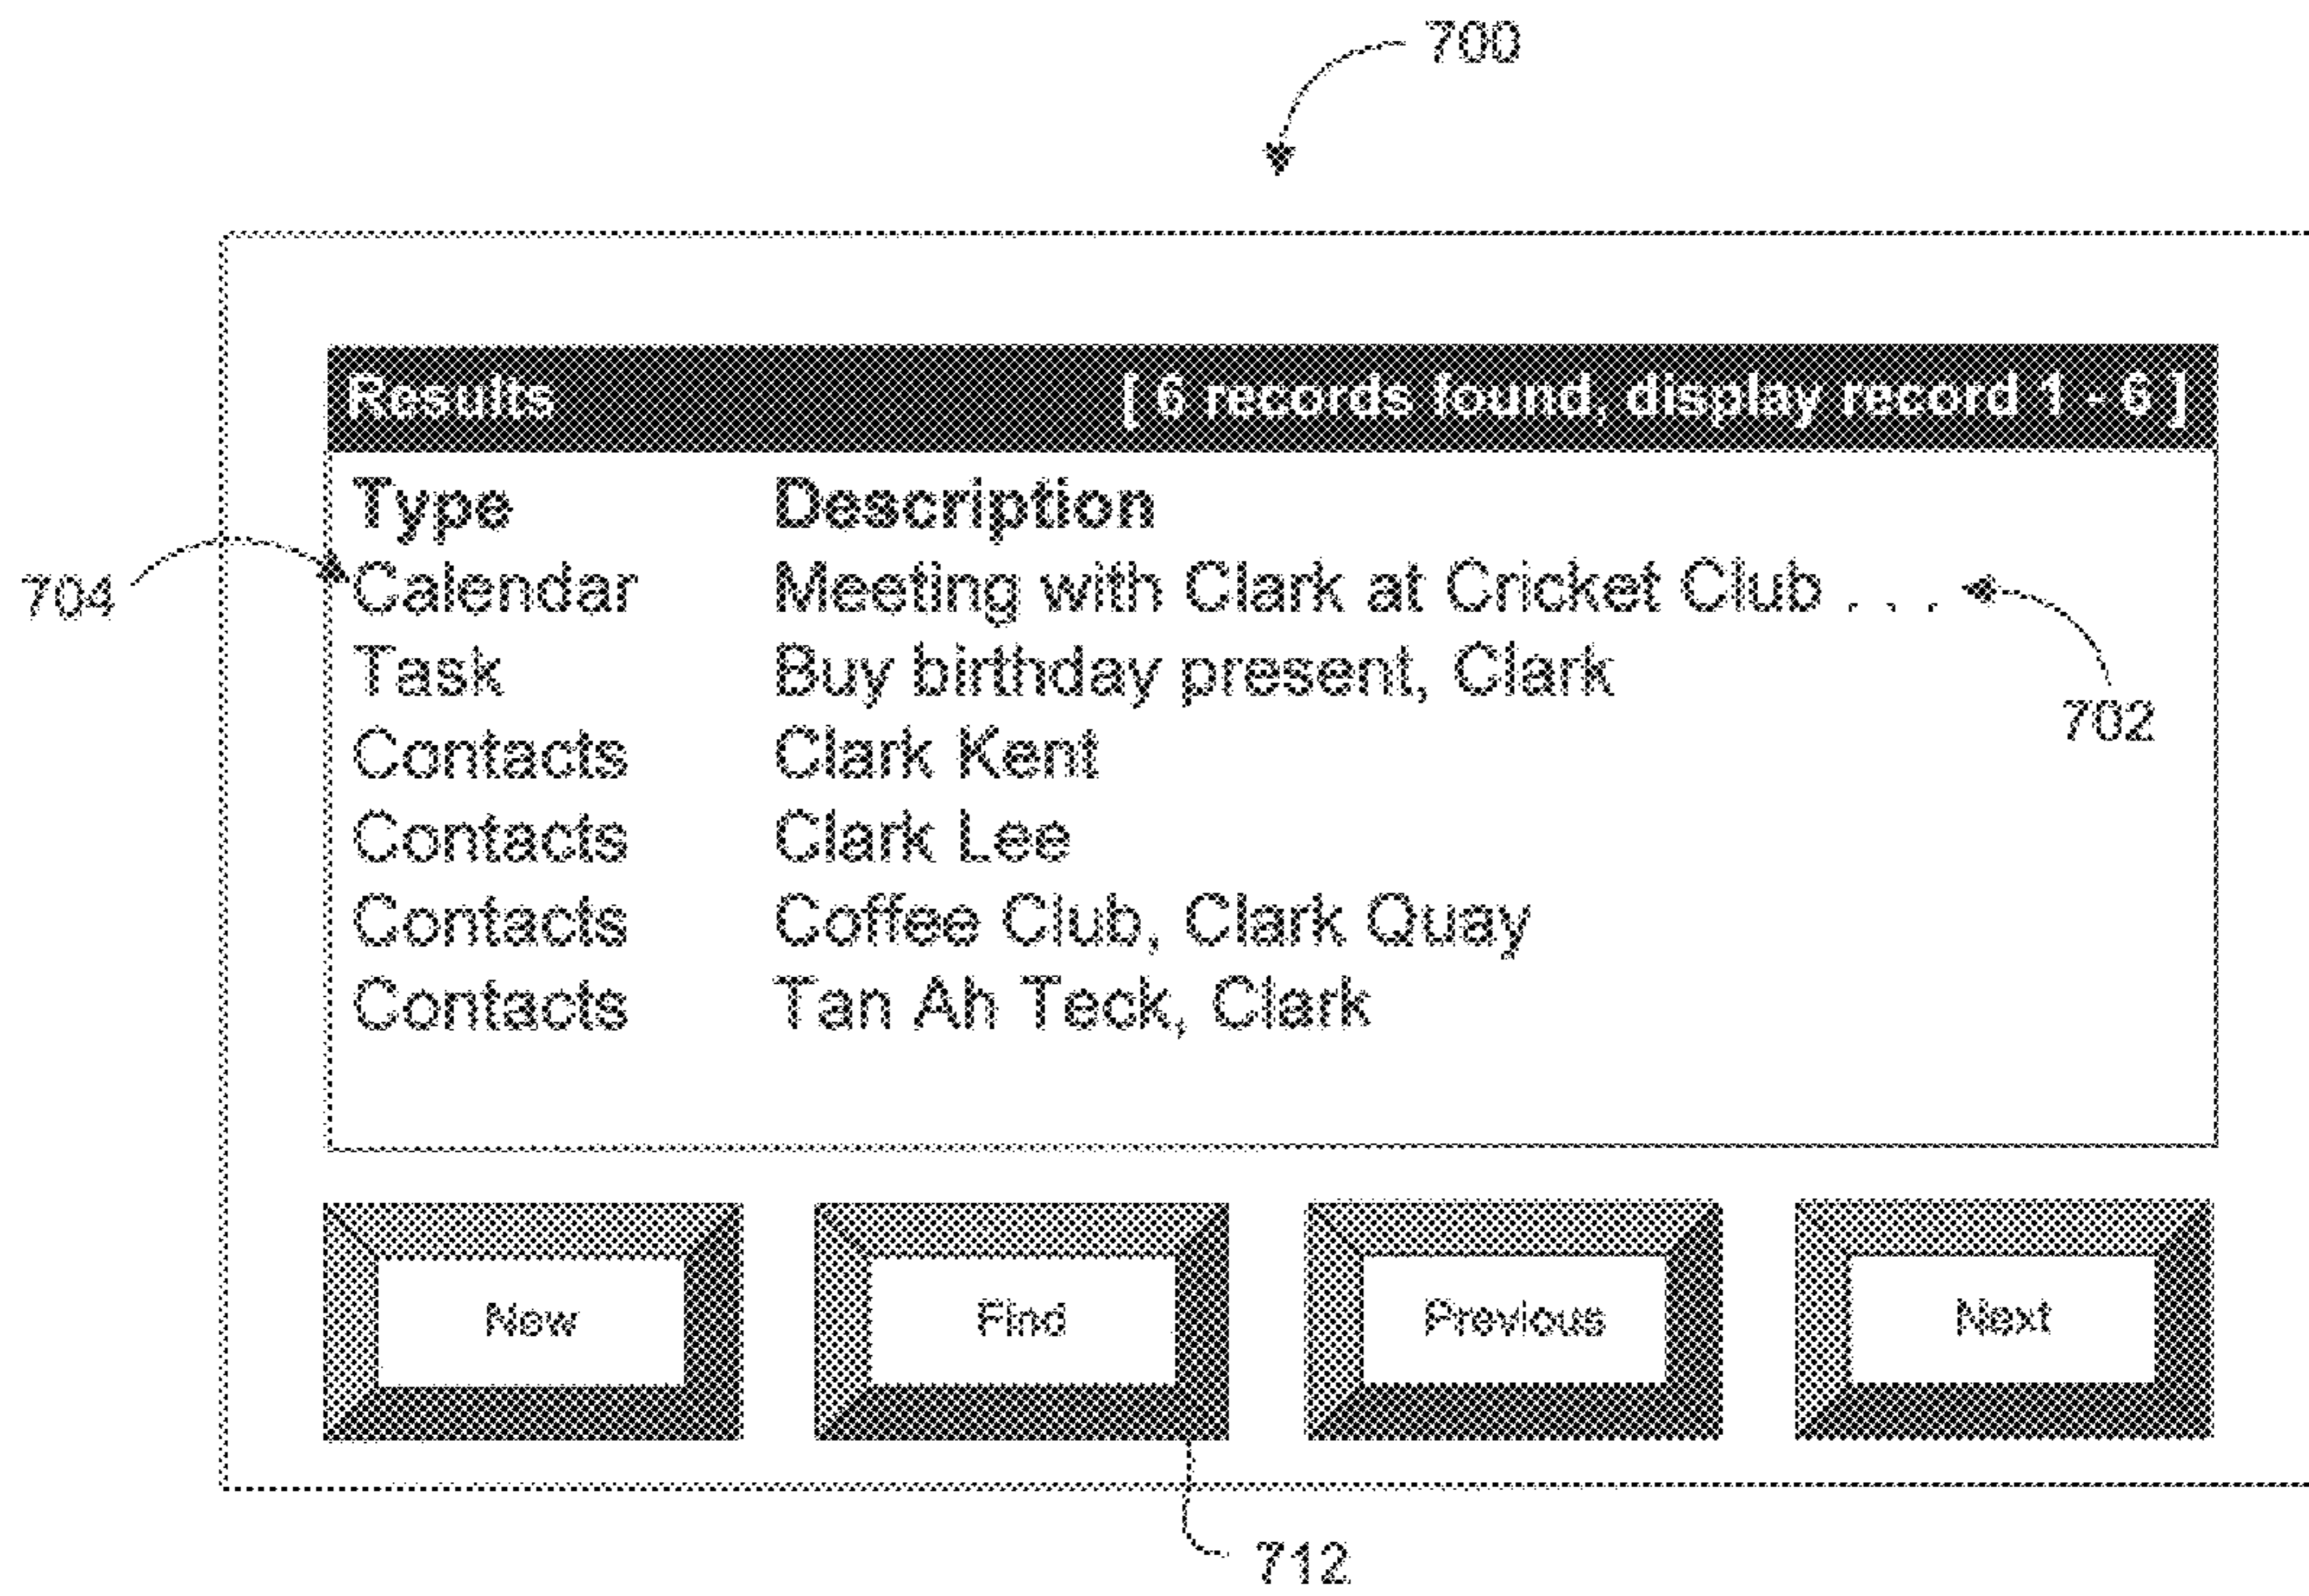 700
Results [ 6 records found, display record 1 - 6 ]
Type Description
704 Calendar Meeting with Clark at Cricket Club . . .
Task Buy birthday present, Clark
702
Contacts Clark Kent
Contacts Clark Lee
Contacts Coffee Club, Clark Quay
Contacts Tan Ah Teck, Clark
New Find Previous Next
712